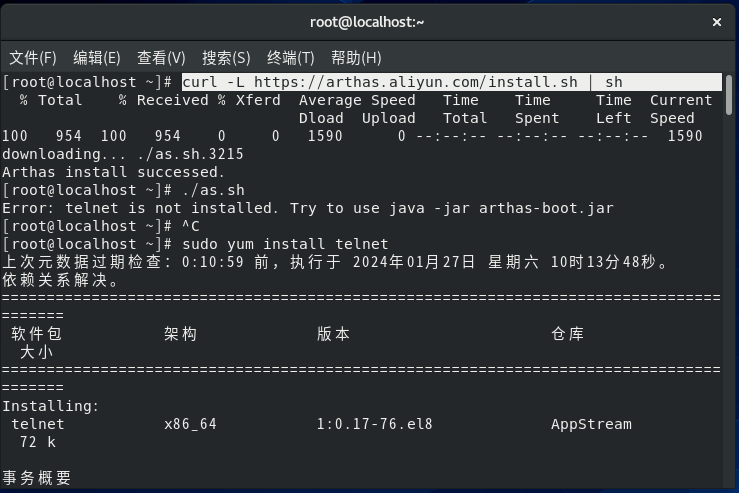 root@localhost:~
文件(F) 编辑(E) 查看(V) 搜索(S) 终端(T) 帮助(H)
[root@localhost ~]# curl -L https://arthas.aliyun.com/install.sh | sh
  % Total    % Received % Xferd  Average Speed   Time    Time     Time  Current
                                 Dload  Upload   Total   Spent    Left  Speed
100   954  100   954    0     0   1590      0 --:--:-- --:--:-- --:--:--  1590
downloading... ./as.sh.3215
Arthas install successed.
[root@localhost ~]# ./as.sh
Error: telnet is not installed. Try to use java -jar arthas-boot.jar
[root@localhost ~]# ^C
[root@localhost ~]# sudo yum install telnet
上次元数据过期检查：0:10:59 前，执行于 2024年01月27日 星期六 10时13分48秒。
依赖关系解决。
================================================================================
=======
 软件包 架构 版本 仓库
  大小
================================================================================
=======
Installing:
 telnet x86_64 1:0.17-76.el8 AppStream
  72 k
事务概要